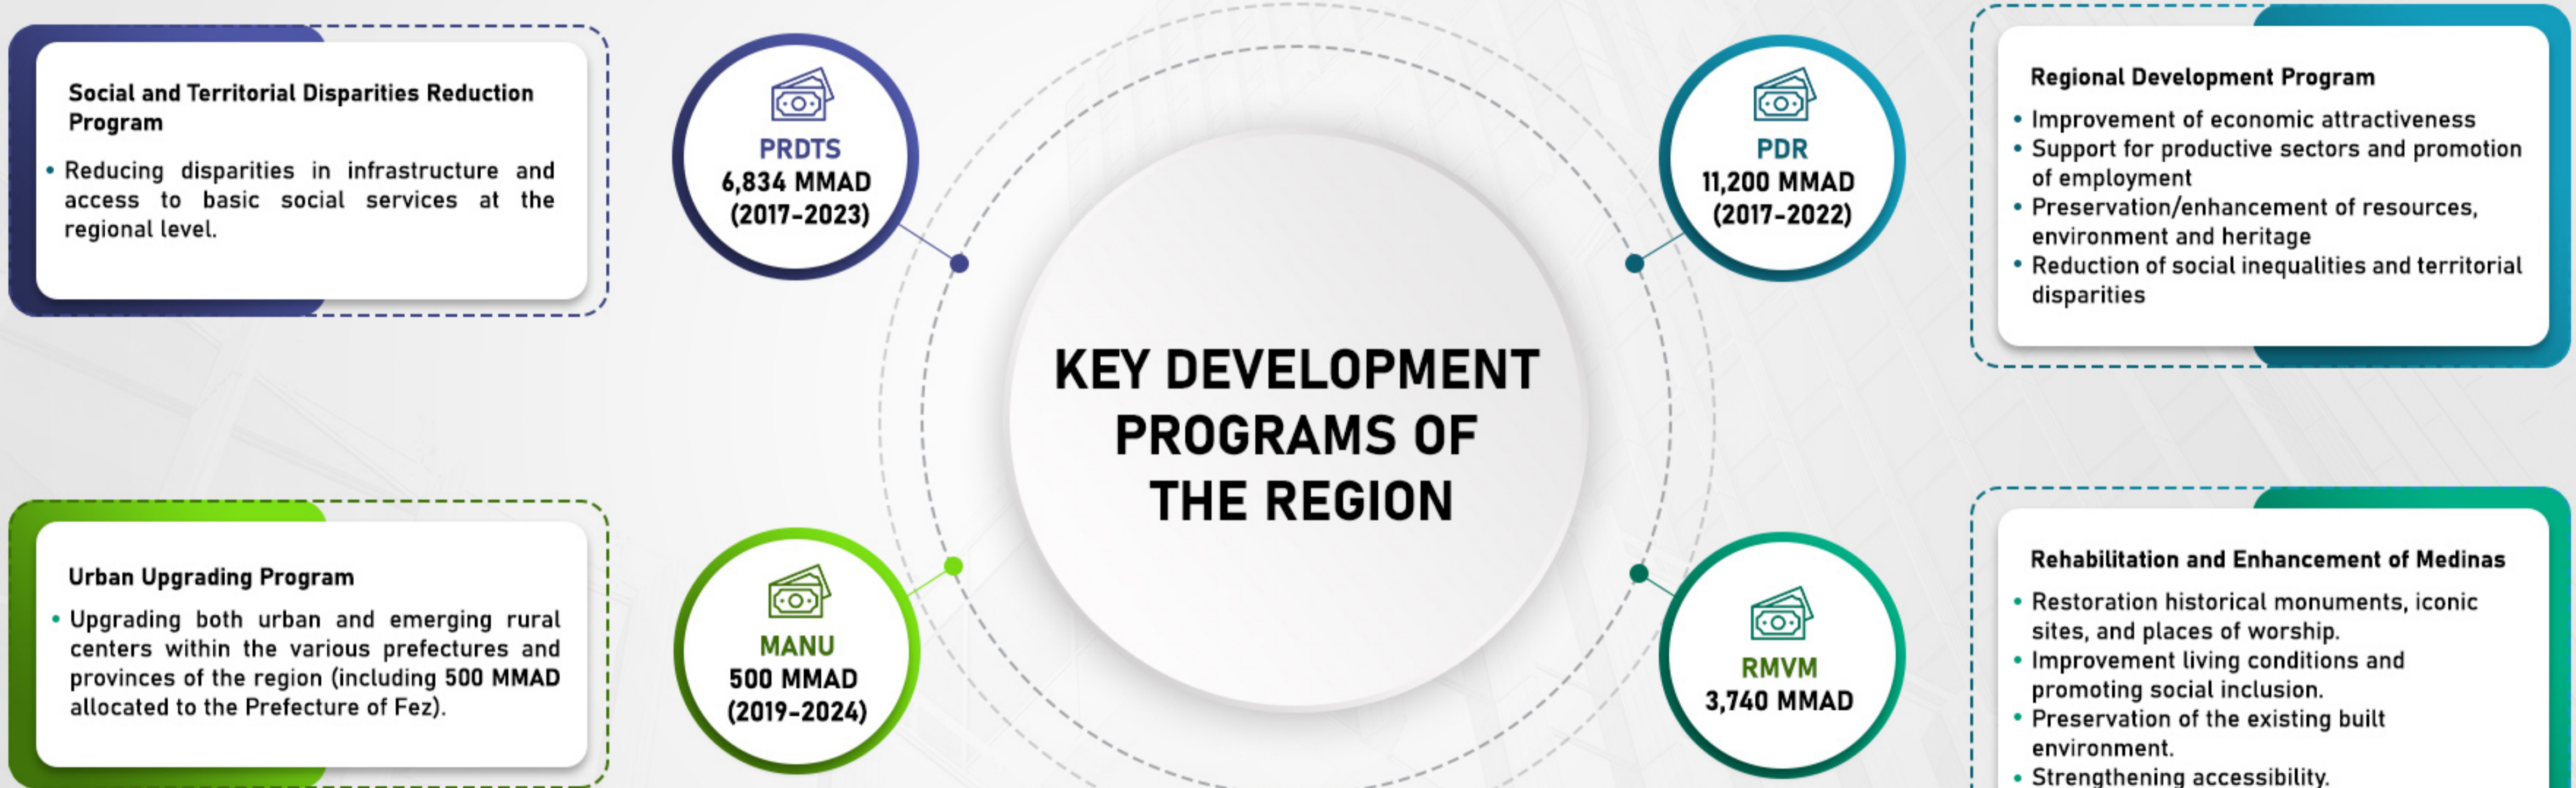 Social and Territorial Disparities Reduction
Program
• Reducing disparities in infrastructure and
access to basic social services at the
regional level.
PRDTS
6,834 MMAD
(2017-2023)
PDR
11,200 MMAD
(2017-2022)
Regional Development Program
• Improvement of economic attractiveness
• Support for productive sectors and promotion
of employment
• Preservation/enhancement of resources,
environment and heritage
• Reduction of social inequalities and territorial
disparities
KEY DEVELOPMENT
PROGRAMS OF
THE REGION
Urban Upgrading Program
• Upgrading both urban and emerging rural
centers within the various prefectures and
provinces of the region (including 500 MMAD
allocated to the Prefecture of Fez).
MANU
500 MMAD
(2019-2024)
RMVM
3,740 MMAD
Rehabilitation and Enhancement of Medinas
• Restoration historical monuments, iconic
sites, and places of worship.
• Improvement living conditions and
promoting social inclusion.
• Preservation of the existing built
environment.
• Strengthening accessibility.